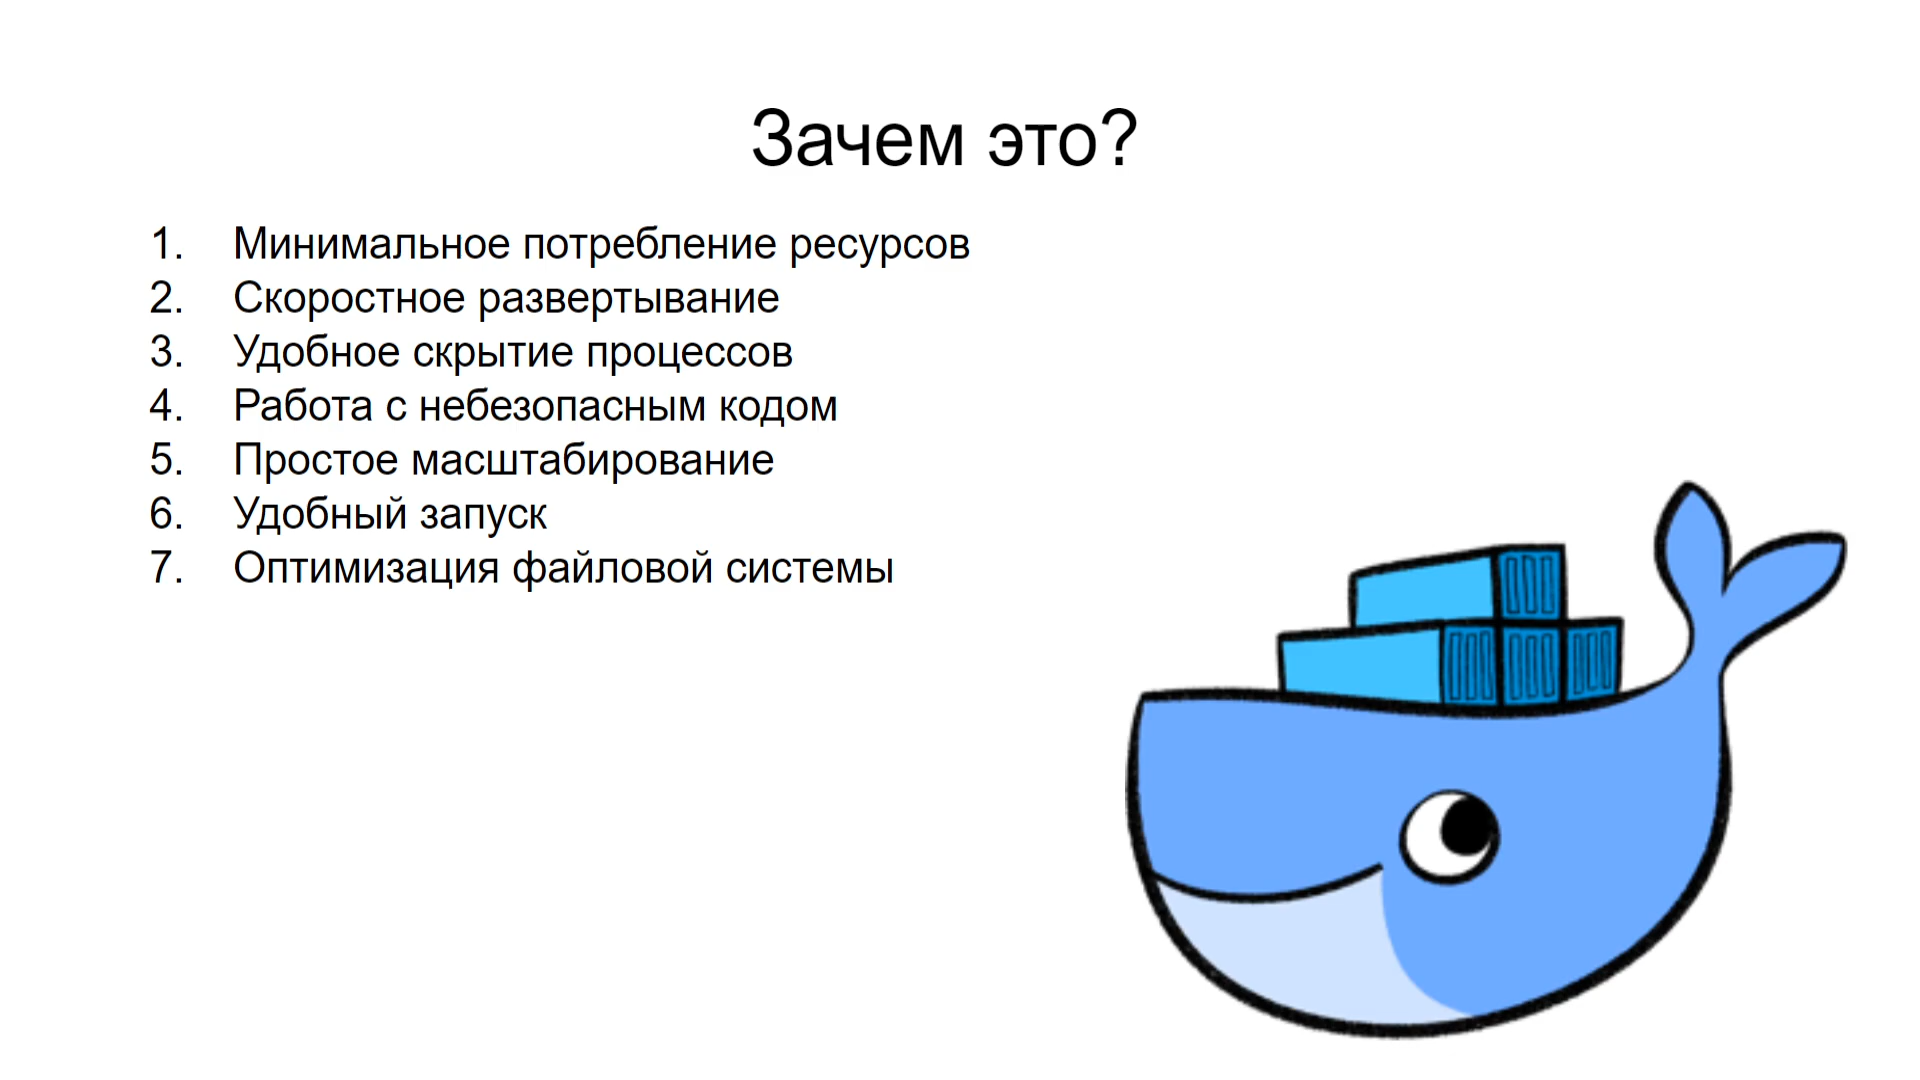 Зачем это?
1. Минимальное потребление ресурсов
2. Скоростное развертывание
3. Удобное скрытие процессов
4. Работа с небезопасным кодом
5. Простое масштабирование
6. Удобный запуск
7. Оптимизация файловой системы